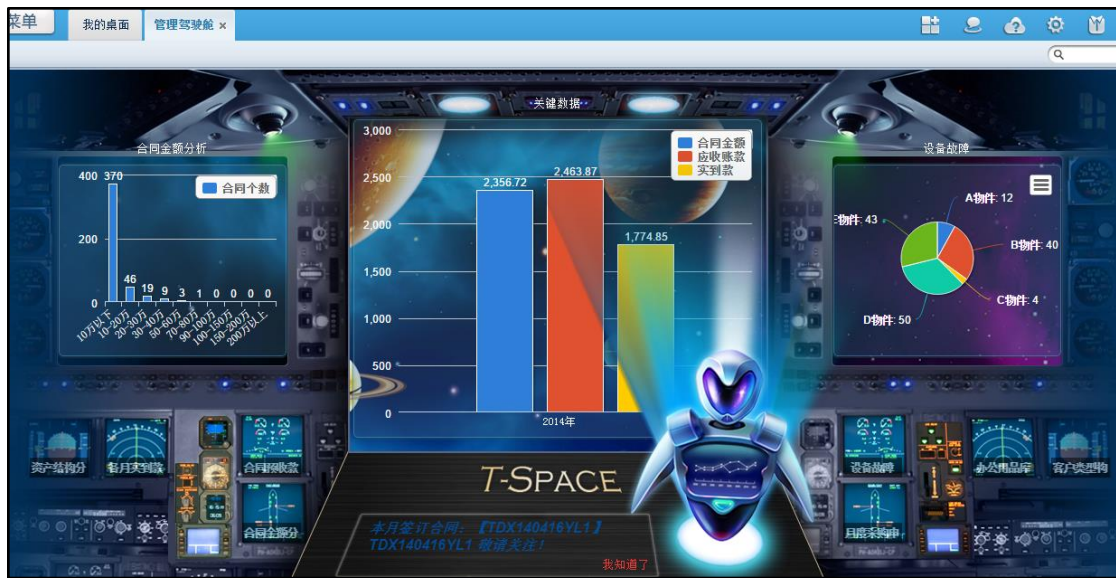 菜单
我的桌面
管理驾驶舱 ×
关键数据
合同金额分析
设备故障
400 370
合同个数
200
46
19
9
3
1
0
0
0
0
0
10万以下
10-20万
20-30万
30-40万
50-60万
70-80万
90-100万
100-150万
150-200万
200万以上
3,000
合同金额
应收账款
实到款
2,500
2,463.87
2,356.72
2,000
1,774.85
1,500
1,000
500
0
2014年
A物件: 12
B物件: 40
C物件: 4
D物件: 50
物件: 43
资产结构分
各月实到款
合同应收款
合同金额分
设备故障
办公用品库
客户类型构
月度采购申
T-SPACE
本月签订合同：【TDX140416YL1】
TDX140416YL1 敬请关注！
我知道了